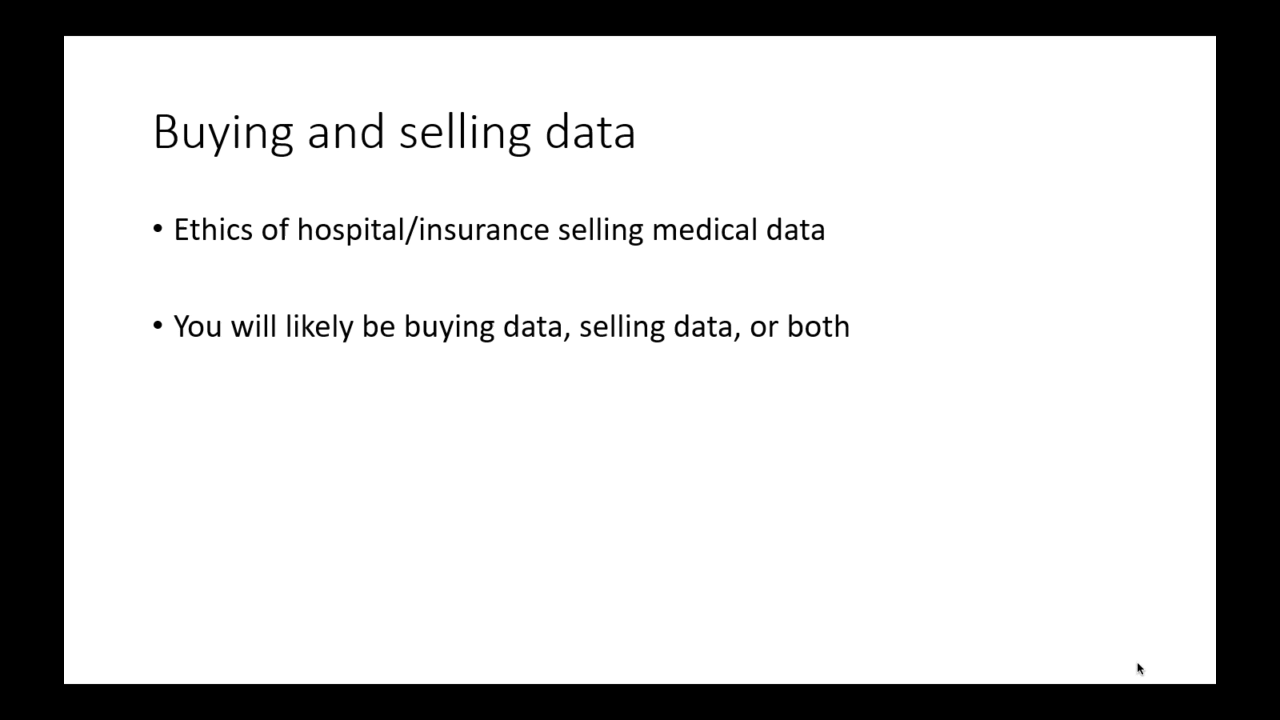 Buying and selling data
• Ethics of hospital/insurance selling medical data
• You will likely be buying data, selling data, or both